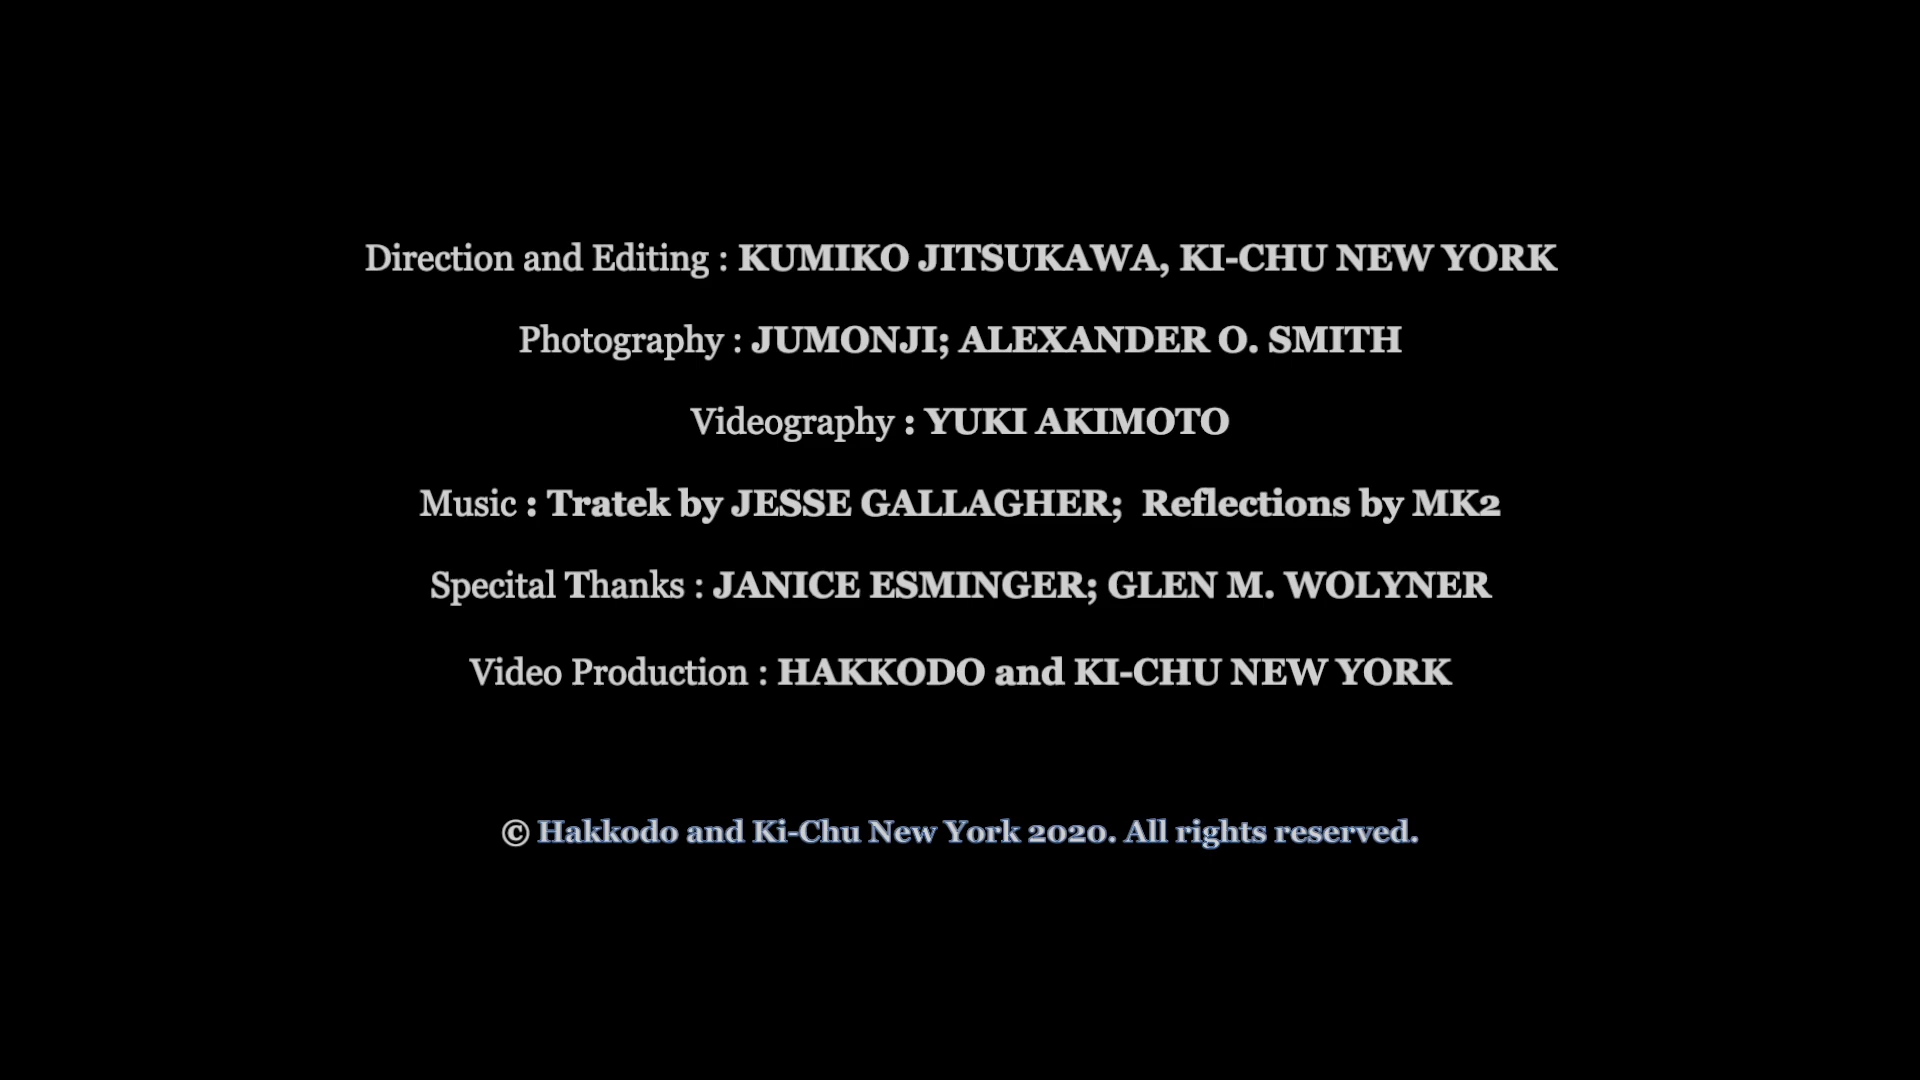 Direction and Editing : KUMIKO JITSUKAWA, KI-CHU NEW YORK
Photography : JUMONJI; ALEXANDER O. SMITH
Videography : YUKI AKIMOTO
Music : Tratek by JESSE GALLAGHER;  Reflections by MK2
Specital Thanks : JANICE ESMINGER; GLEN M. WOLYNER
Video Production : HAKKODO and KI-CHU NEW YORK
© Hakkodo and Ki-Chu New York 2020. All rights reserved.